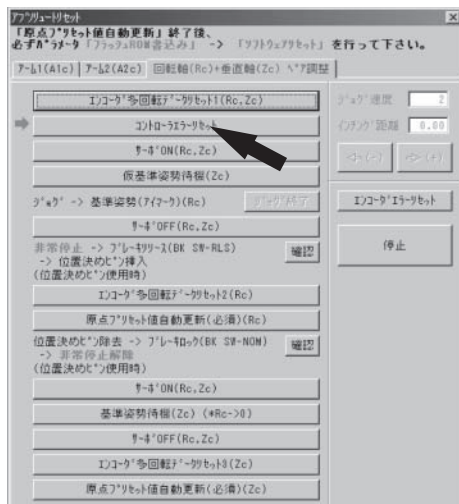 アブソリュートリセット
「原点プリセット値自動更新」終了後、
必ずパラメータ「フラッシュROM書込み」 -> 「ソフトウェアリセット」 を行って下さい。
アーム1(A1c) アーム2(A2c) 回転軸(Rc)+垂直軸(Zc) ペア調整
エンコーダ多回転データリセット1(Rc,Zc)
コントローラエラーリセット
サーボON(Rc,Zc)
仮基準姿勢待機(Zc)
ジョグ -> 基準姿勢(アイマーク)(Rc) ジョグ終了
サーボOFF(Rc,Zc)
非常停止 -> ブレーキリリース(BK SW-RLS)
-> 位置決めピン挿入
(位置決めピン使用時)
確認
エンコーダ多回転データリセット2(Rc)
原点プリセット値自動更新(必須)(Rc)
位置決めピン除去 -> ブレーキロック(BK SW-NOM)
-> 非常停止解除
(位置決めピン使用時)
確認
サーボON(Rc,Zc)
基準姿勢待機(Zc) (*Rc->0)
サーボOFF(Rc,Zc)
エンコーダ多回転データリセット3(Zc)
原点プリセット値自動更新(必須)(Zc)
ジョグ速度 2
インチング距離 0.00
(-) (+)
エンコーダエラーリセット
停止